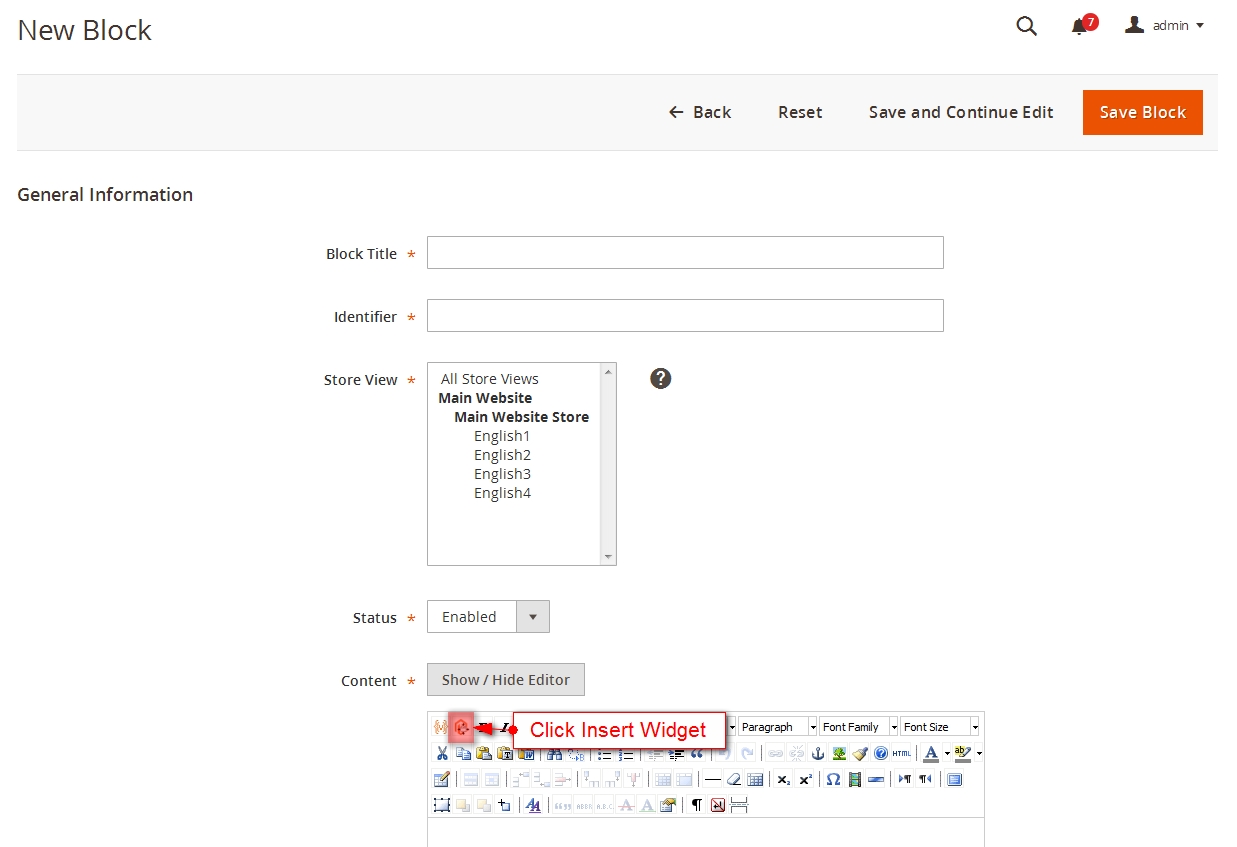 New Block
7
admin
Back
Reset
Save and Continue Edit
Save Block
General Information
Block Title *
Identifier *
Store View *
All Store Views
Main Website
Main Website Store
English1
English2
English3
English4
?
Status *
Enabled
Content *
Show / Hide Editor
Click Insert Widget
Paragraph
Font Family
Font Size
HTML
A
ab
ABBR
A.B.C.